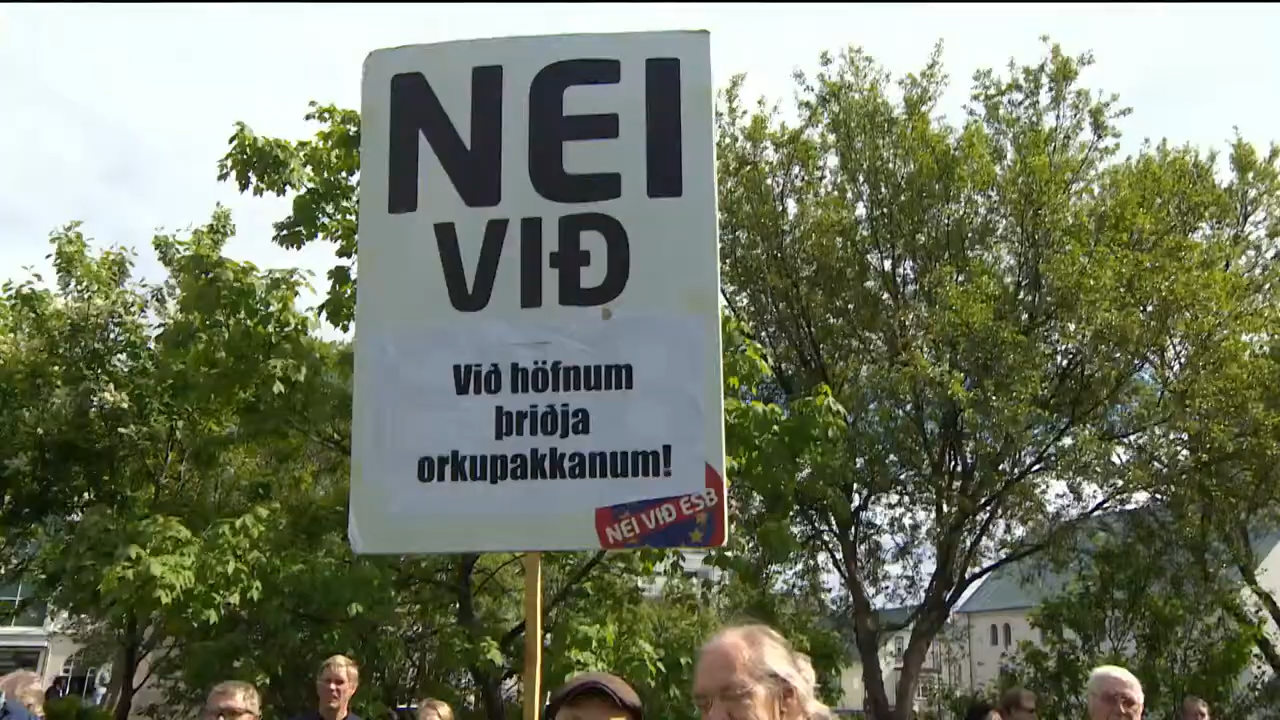 NEI
VIÐ
Við höfnum
þriðja
orkupakkanum!
NEI VIÐ ESB